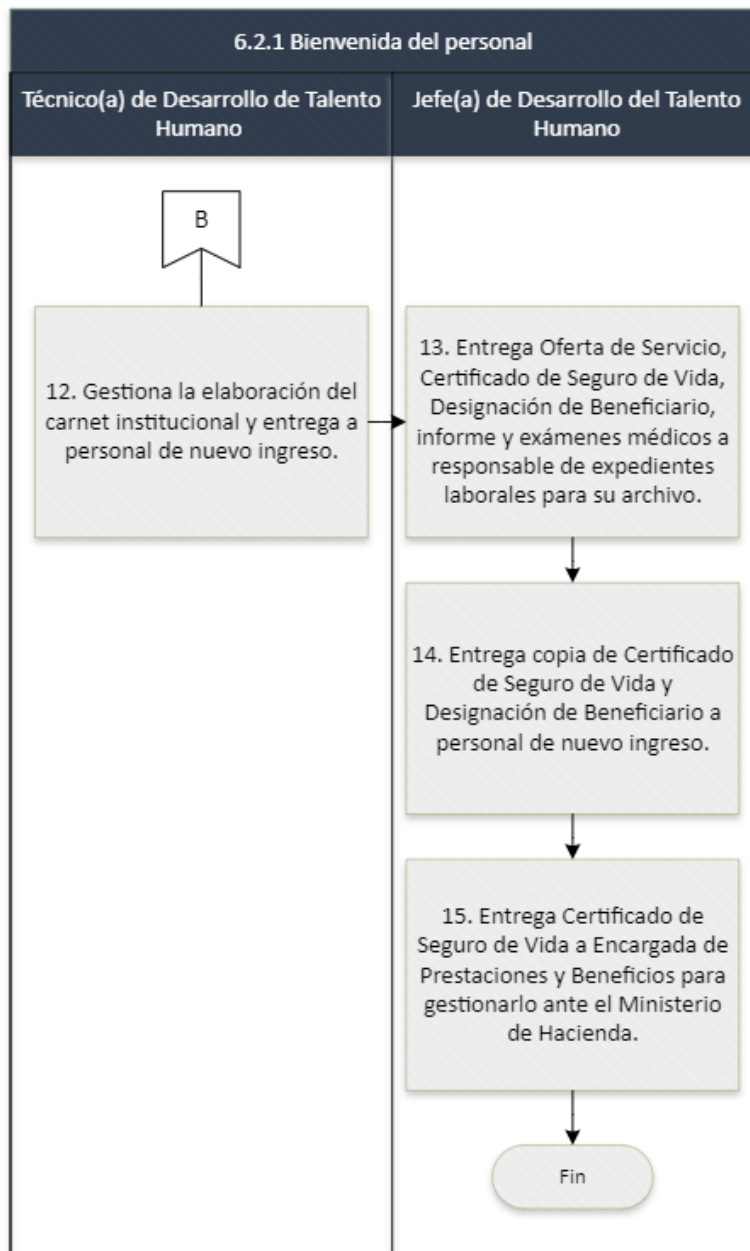 6.2.1 Bienvenida del personal
Técnico(a) de Desarrollo de Talento
Humano
Jefe(a) de Desarrollo del Talento
Humano
B
12. Gestiona la elaboración del
carnet institucional y entrega a
personal de nuevo ingreso.
13. Entrega Oferta de Servicio,
Certificado de Seguro de Vida,
Designación de Beneficiario,
informe y exámenes médicos a
responsable de expedientes
laborales para su archivo.
14. Entrega copia de Certificado
de Seguro de Vida y
Designación de Beneficiario a
personal de nuevo ingreso.
15. Entrega Certificado de
Seguro de Vida a Encargada de
Prestaciones y Beneficios para
gestionarlo ante el Ministerio
de Hacienda.
Fin